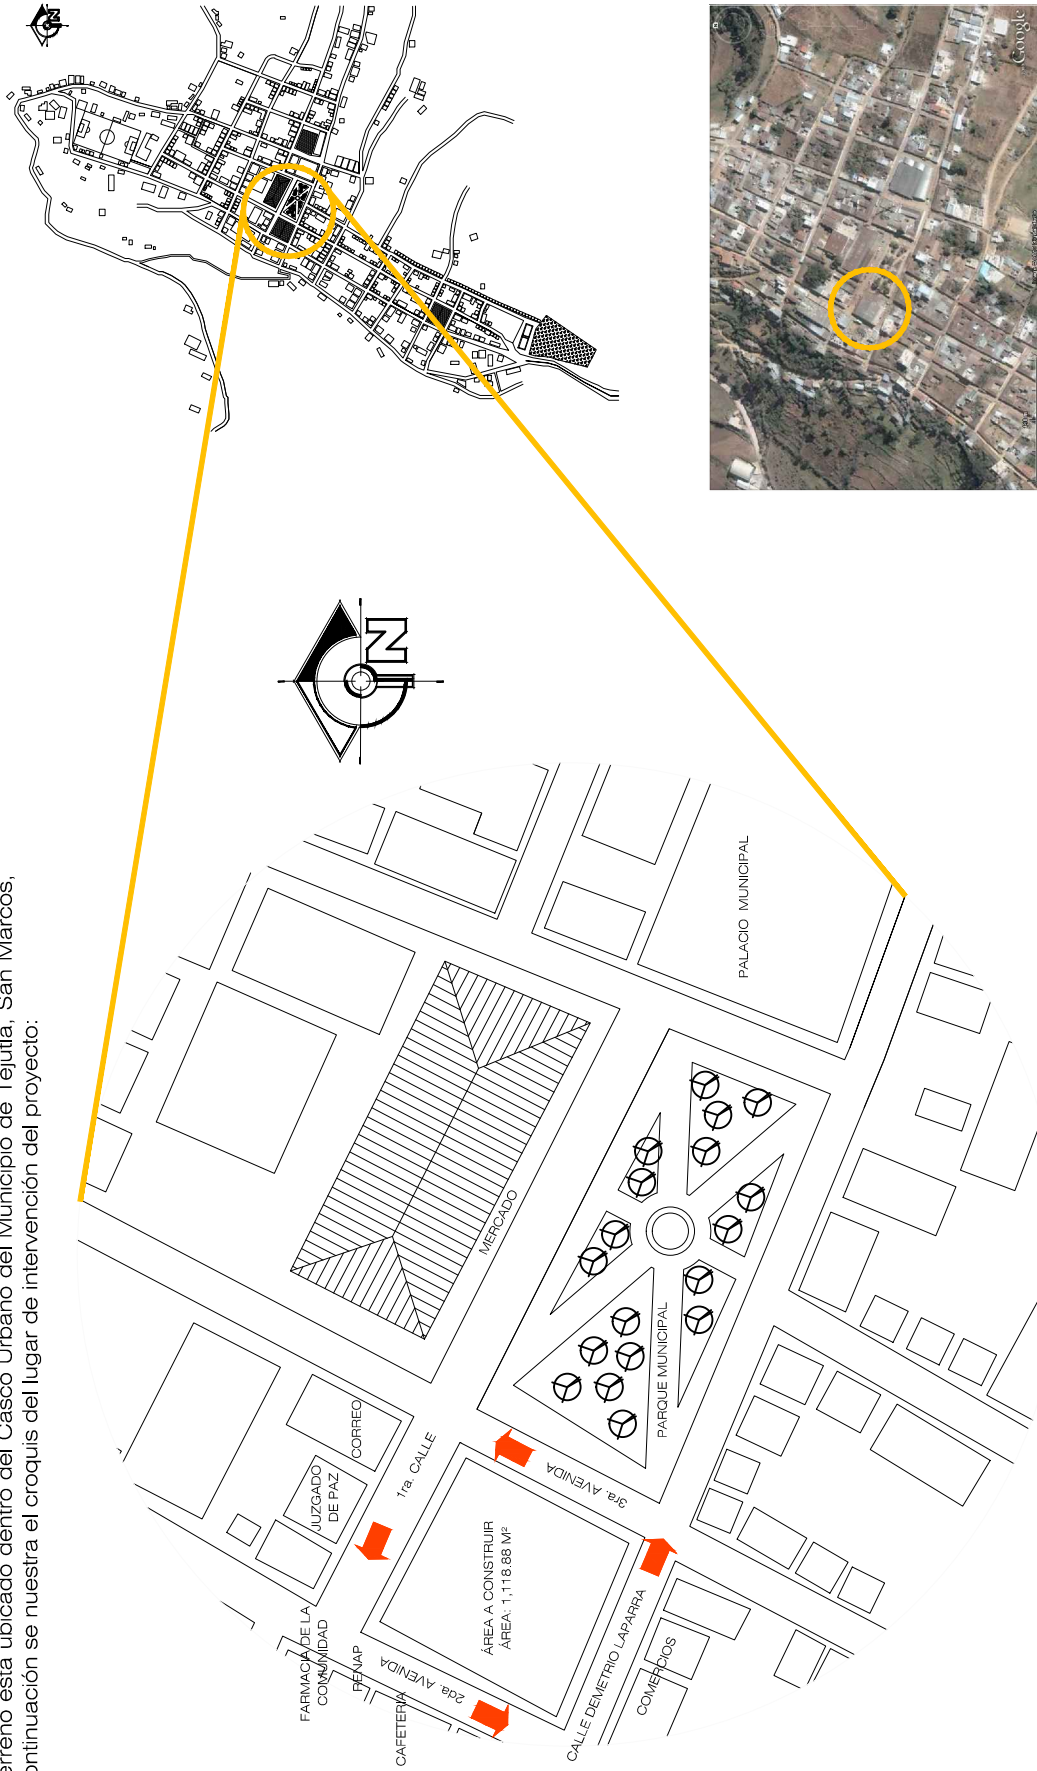 erreno esta ubicado dentro del Casco Urbano del Municipio de Tejutla, San Marcos,
ontinuación se nuestra el croquis del lugar de intervención del proyecto:
N
N
Google
PALACIO MUNICIPAL
MERCADO
PARQUE MUNICIPAL
CORREO
JUZGADO
DE PAZ
1ra. CALLE
3ra. AVENIDA
ÁREA A CONSTRUIR
ÁREA: 1,118.88 M²
FARMACIA DE LA
COMUNIDAD
RENAP
2da. AVENIDA
CAFETERIA
CALLE DEMETRIO LAPARRA
COMERCIOS